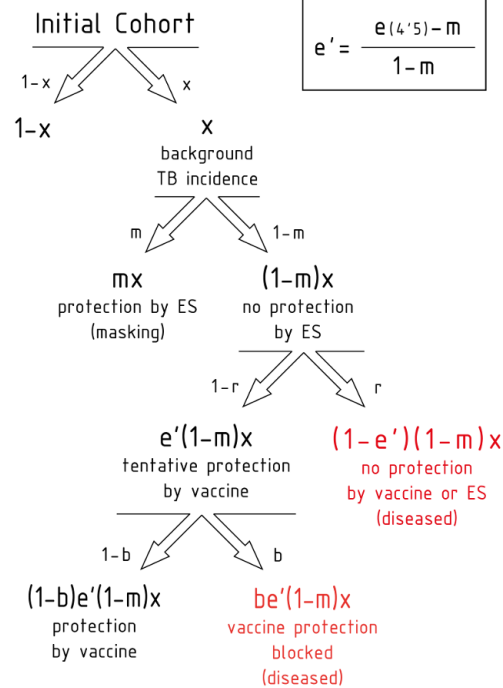 Initial Cohort
e′= e(4'5)−m
1−m
1−x
x
1−x
x
background
TB incidence
m
1−m
mx
(1−m)x
protection by ES
(masking)
no protection
by ES
1−r
r
e′(1−m)x
(1−e′)(1−m)x
tentative protection
by vaccine
no protection
by vaccine or ES
(diseased)
1−b
b
(1−b)e′(1−m)x
be′(1−m)x
protection
by vaccine
vaccine protection
blocked
(diseased)